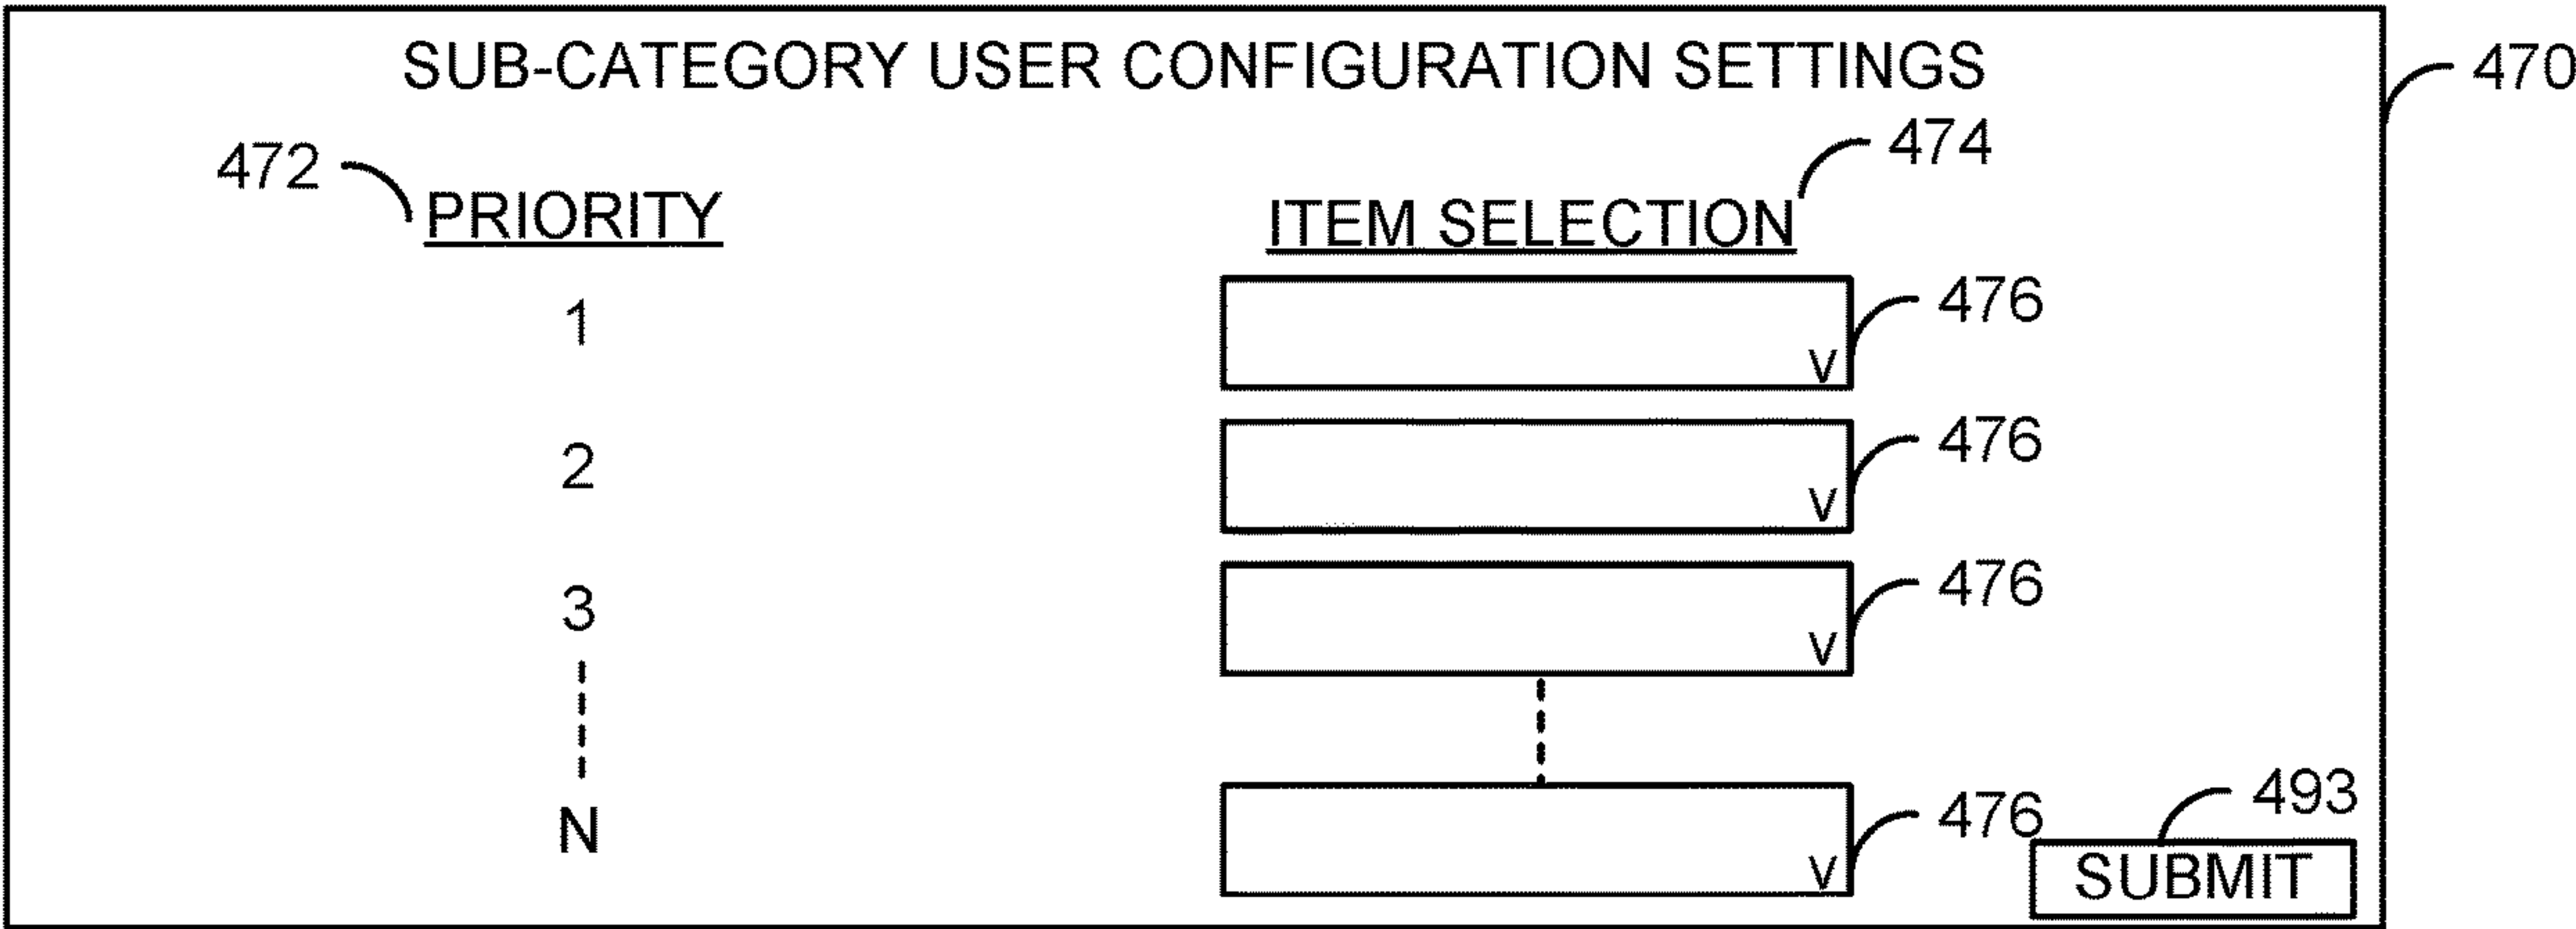 SUB-CATEGORY USER CONFIGURATION SETTINGS
470
472 PRIORITY
ITEM SELECTION 474
1 v 476
2 v 476
3 v 476
N v 476
493
SUBMIT